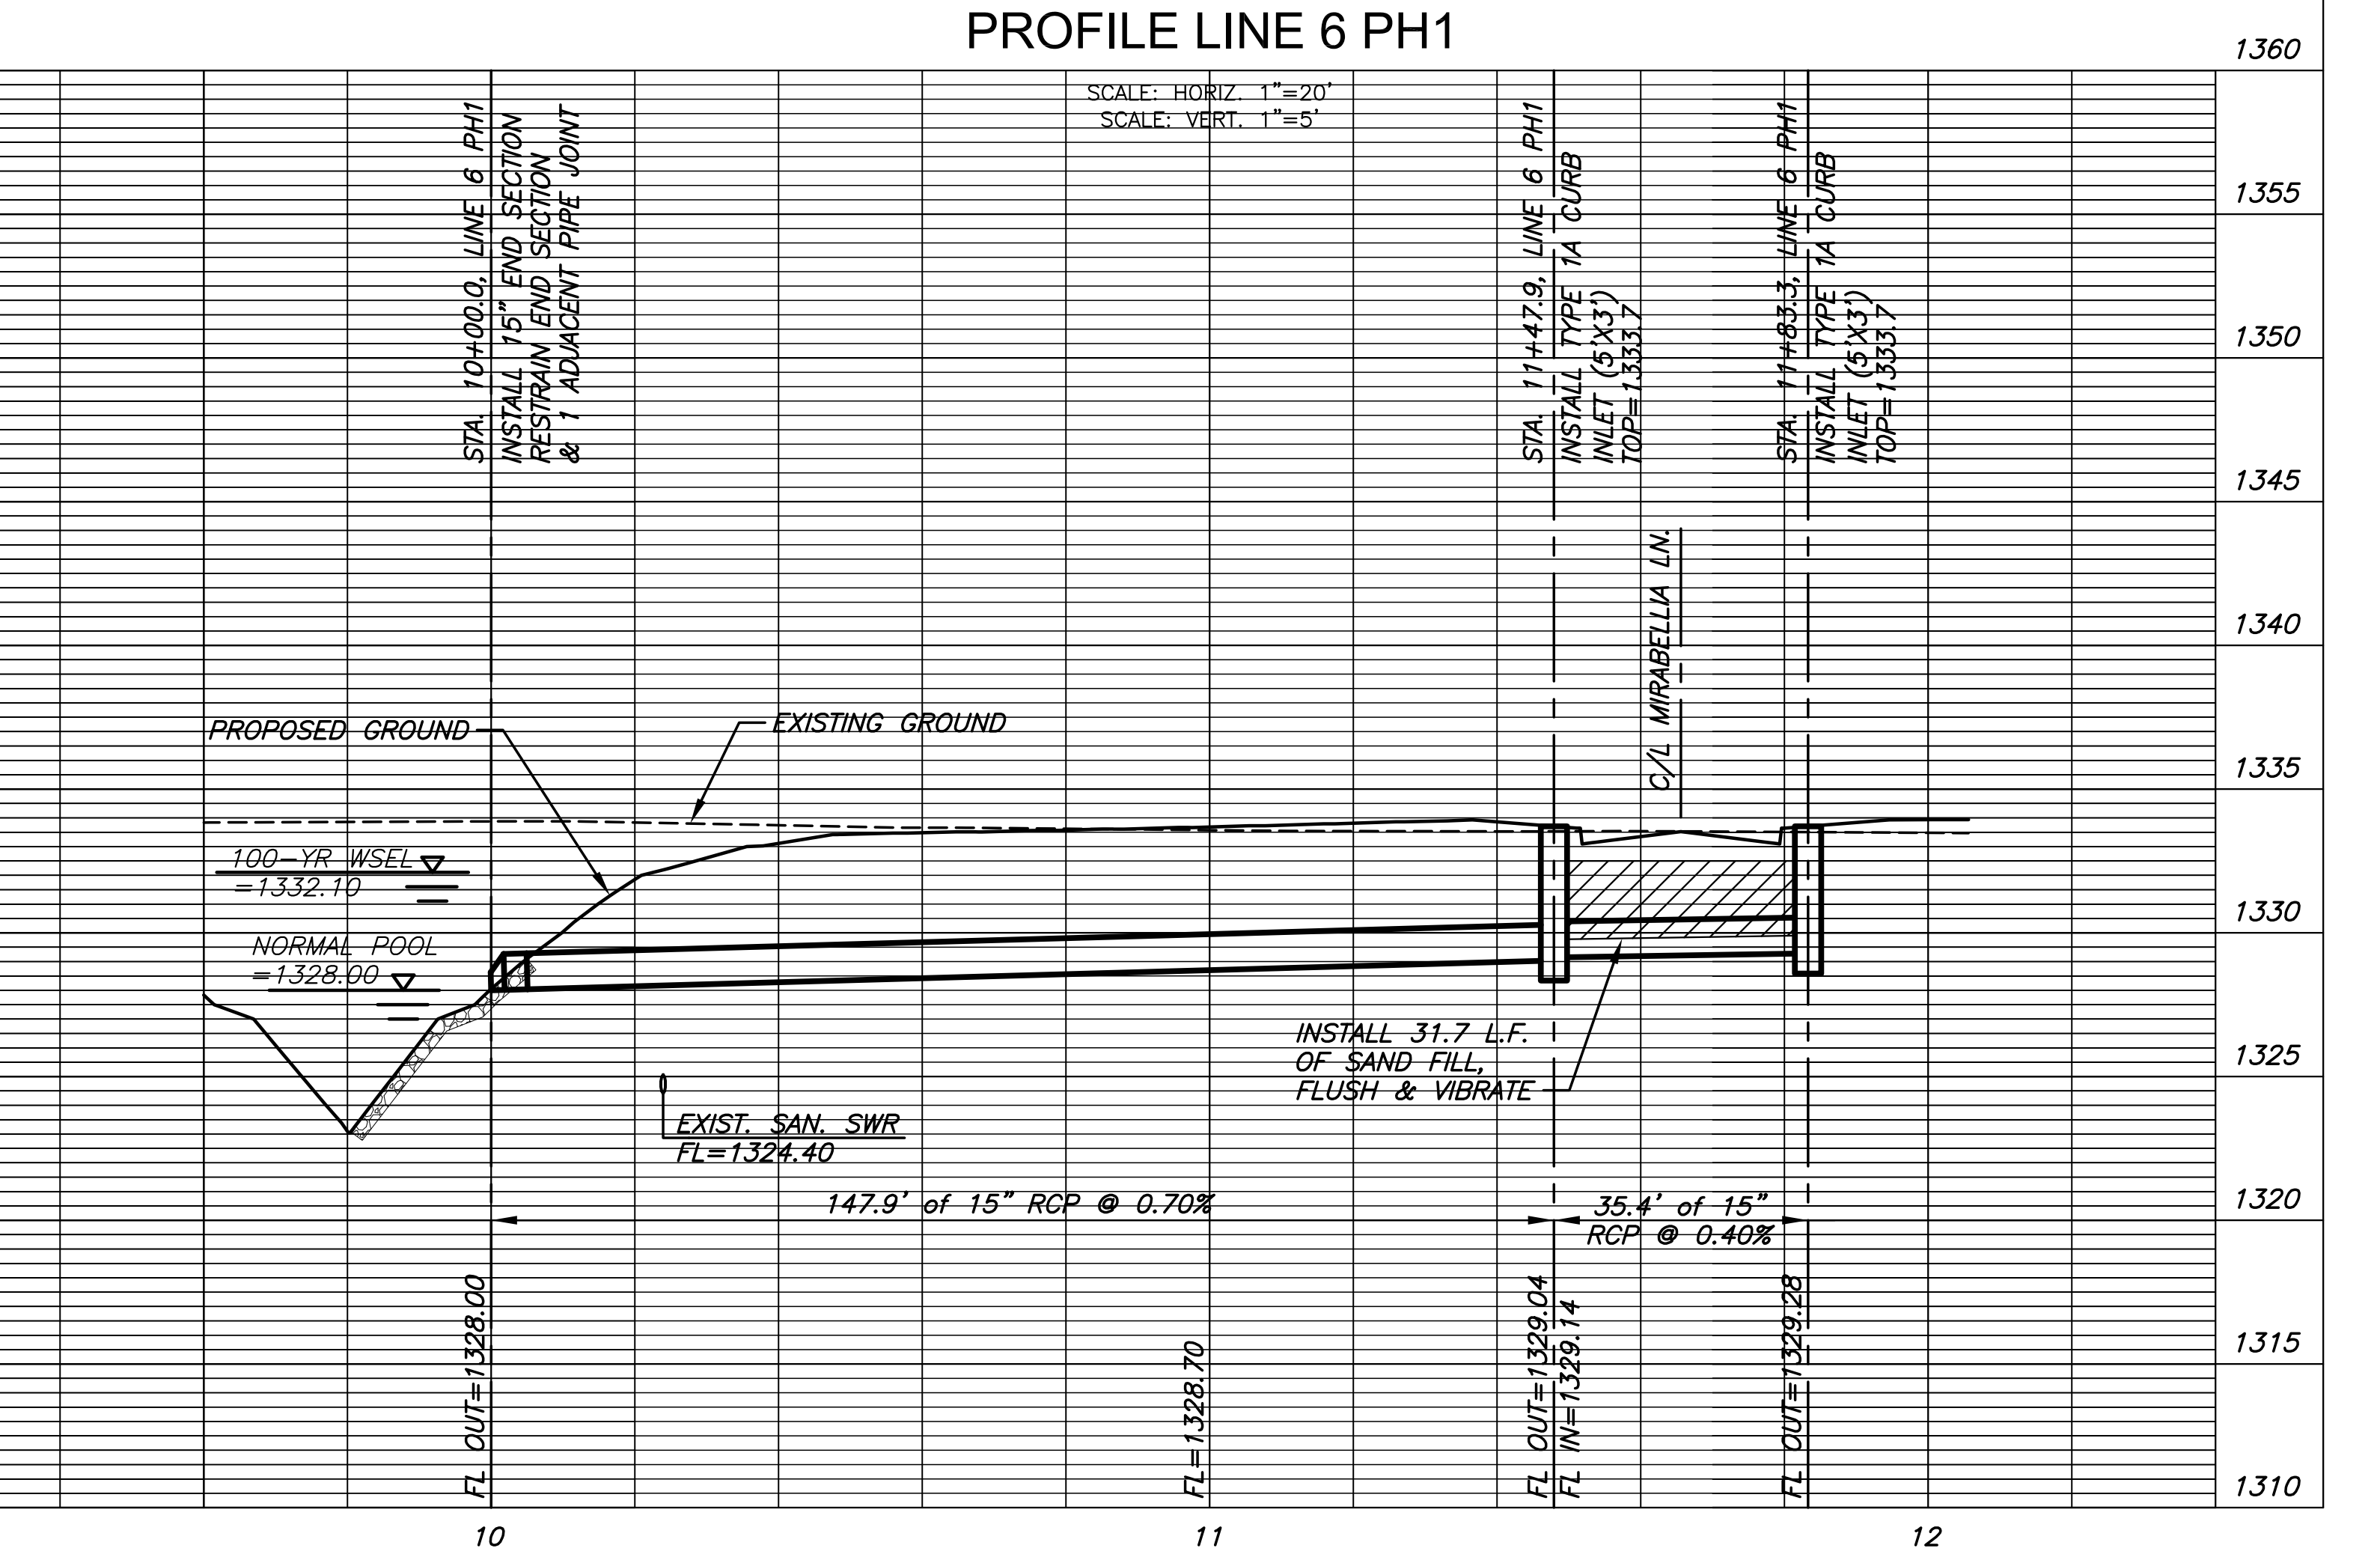 PROFILE LINE 6 PH1
SCALE: HORIZ. 1"=20'
SCALE: VERT. 1"=5'
1360
1355
1350
1345
1340
1335
1330
1325
1320
1315
1310
STA. 10+00.0, LINE 6 PH1
INSTALL 15" END SECTION
RESTRAIN END SECTION
& 1 ADJACENT PIPE JOINT
STA. 11+47.9, LINE 6 PH1
INSTALL TYPE 1A CURB
INLET (5'X3')
TOP=1333.7
STA. 11+83.3, LINE 6 PH1
INSTALL TYPE 1A CURB
INLET (5'X3')
TOP=1333.7
C/L MIRABELLIA LN.
PROPOSED GROUND
EXISTING GROUND
100-YR WSEL
=1332.10
NORMAL POOL
=1328.00
INSTALL 31.7 L.F.
OF SAND FILL,
FLUSH & VIBRATE
EXIST. SAN. SWR
FL=1324.40
147.9' of 15" RCP @ 0.70%
35.4' of 15"
RCP @ 0.40%
FL OUT=1328.00
FL=1328.70
FL OUT=1329.04
FL IN=1329.14
FL OUT=1329.28
10
11
12